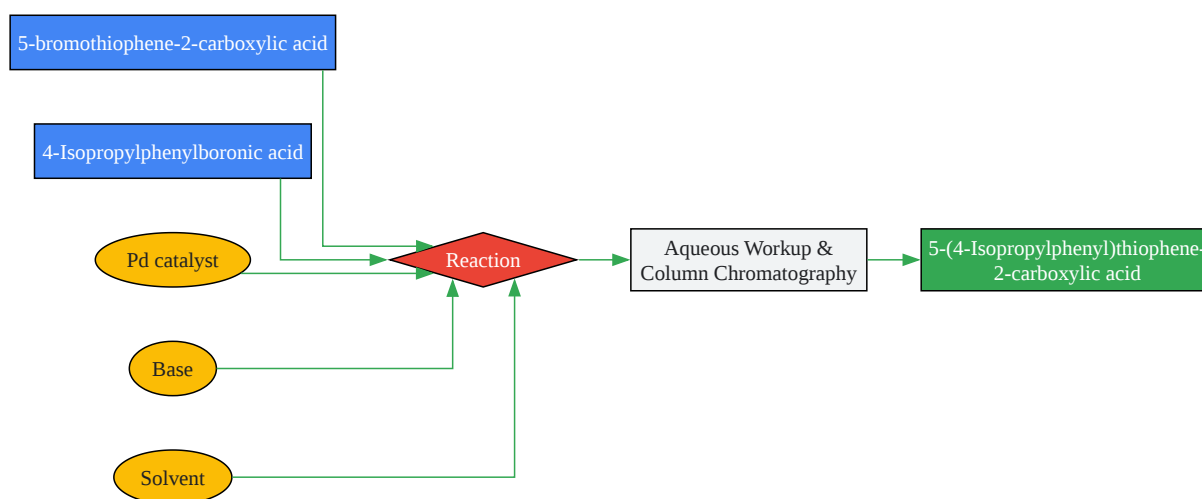 5-bromothiophene-2-carboxylic acid
4-Isopropylphenylboronic acid
Pd catalyst
Base
Solvent
Reaction
Aqueous Workup &
Column Chromatography
5-(4-Isopropylphenyl)thiophene-
2-carboxylic acid